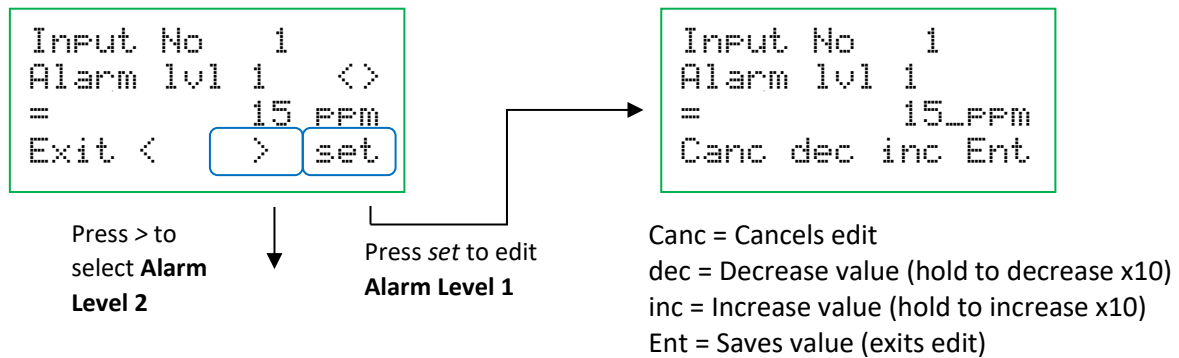 Input No 1
Alarm lvl 1 <>
= 15 ppm
Exit < > set
Press > to
select Alarm
Level 2
Press set to edit
Alarm Level 1
Input No 1
Alarm lvl 1
= 15_ppm
Canc dec inc Ent
Canc = Cancels edit
dec = Decrease value (hold to decrease x10)
inc = Increase value (hold to increase x10)
Ent = Saves value (exits edit)